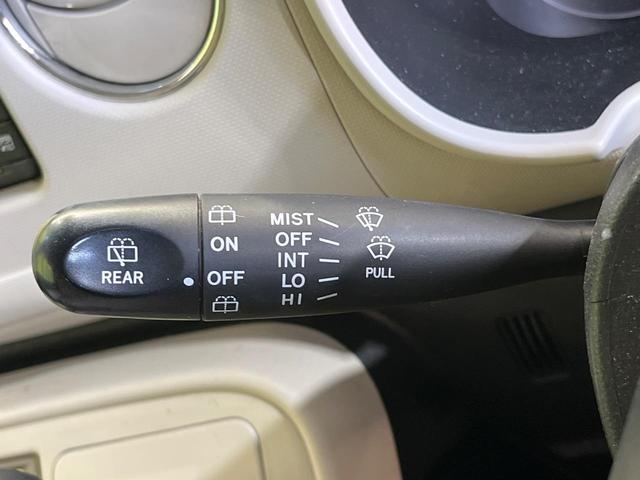 REAR
ON
OFF
MIST
OFF
INT
LO
HI
PULL